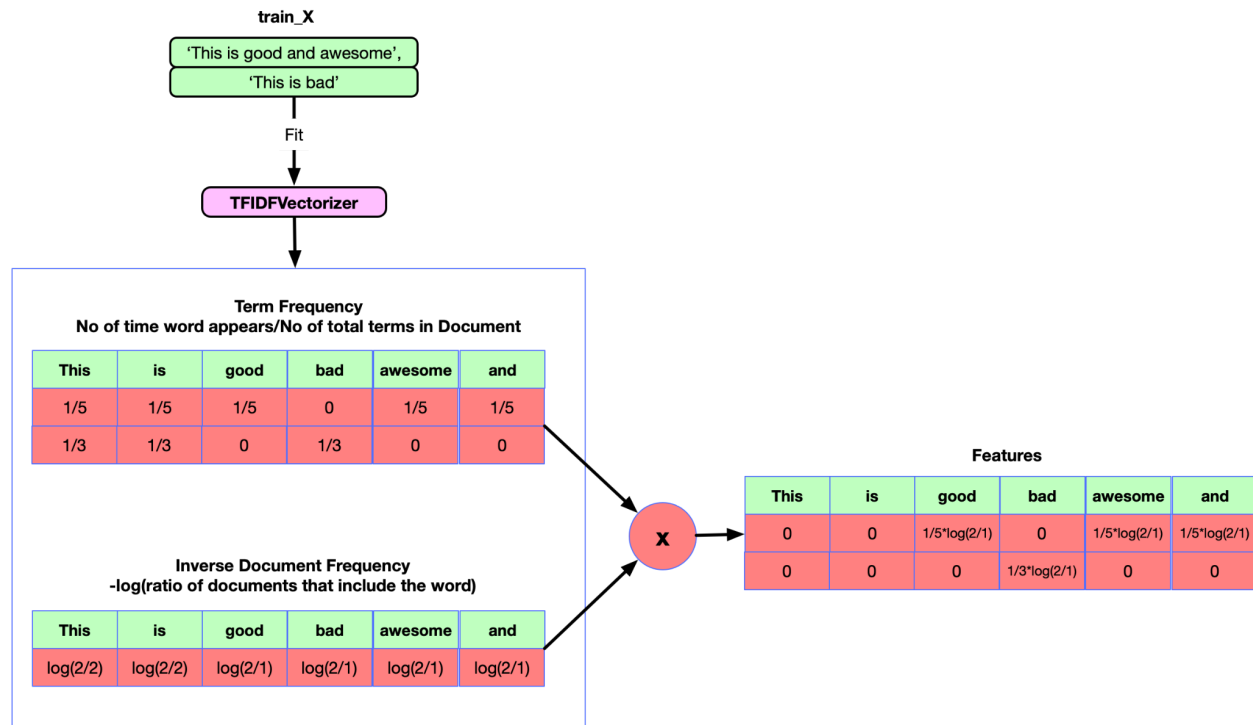 train_X
‘This is good and awesome’,
‘This is bad’
Fit
TFIDFVectorizer
Term Frequency
No of time word appears/No of total terms in Document
This is good bad awesome and
1/5 1/5 1/5 0 1/5 1/5
1/3 1/3 0 1/3 0 0
Inverse Document Frequency
-log(ratio of documents that include the word)
This is good bad awesome and
log(2/2) log(2/2) log(2/1) log(2/1) log(2/1) log(2/1)
x
Features
This is good bad awesome and
0 0 1/5*log(2/1) 0 1/5*log(2/1) 1/5*log(2/1)
0 0 0 1/3*log(2/1) 0 0